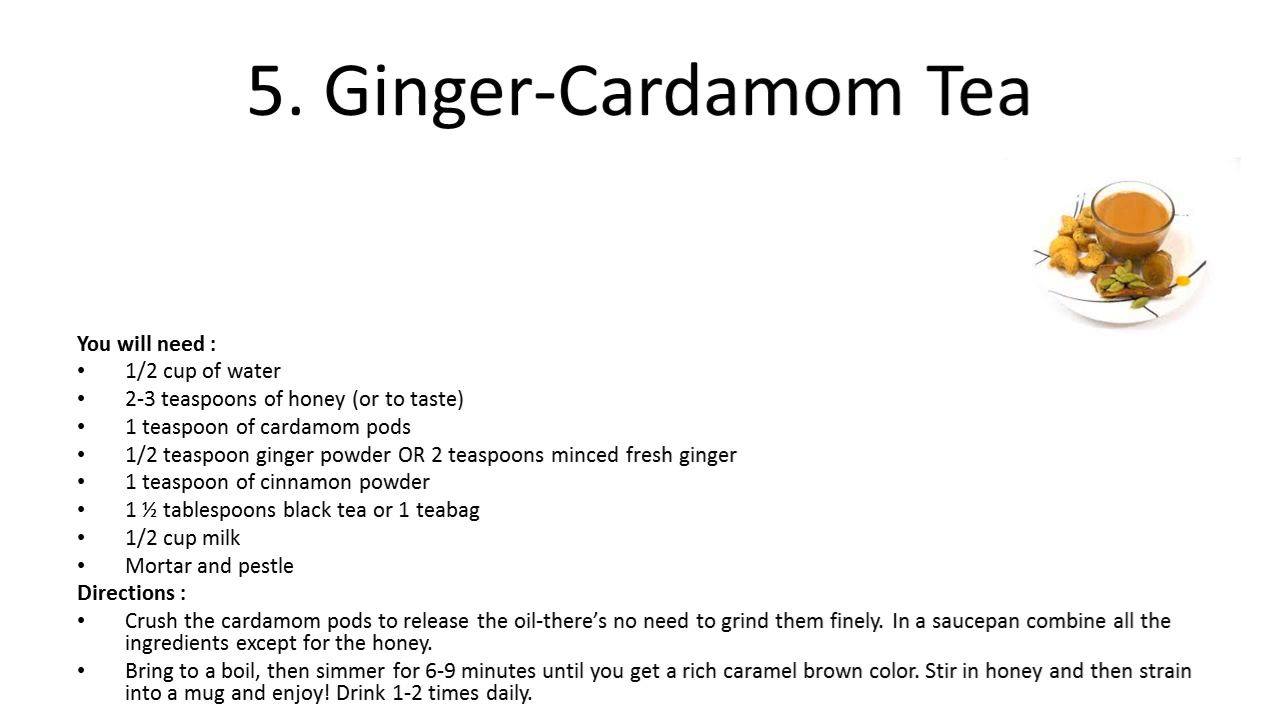 5. Ginger-Cardamom Tea
You will need :
• 1/2 cup of water
• 2-3 teaspoons of honey (or to taste)
• 1 teaspoon of cardamom pods
• 1/2 teaspoon ginger powder OR 2 teaspoons minced fresh ginger
• 1 teaspoon of cinnamon powder
• 1 ½ tablespoons black tea or 1 teabag
• 1/2 cup milk
• Mortar and pestle
Directions :
• Crush the cardamom pods to release the oil-there’s no need to grind them finely. In a saucepan combine all the
ingredients except for the honey.
• Bring to a boil, then simmer for 6-9 minutes until you get a rich caramel brown color. Stir in honey and then strain
into a mug and enjoy! Drink 1-2 times daily.